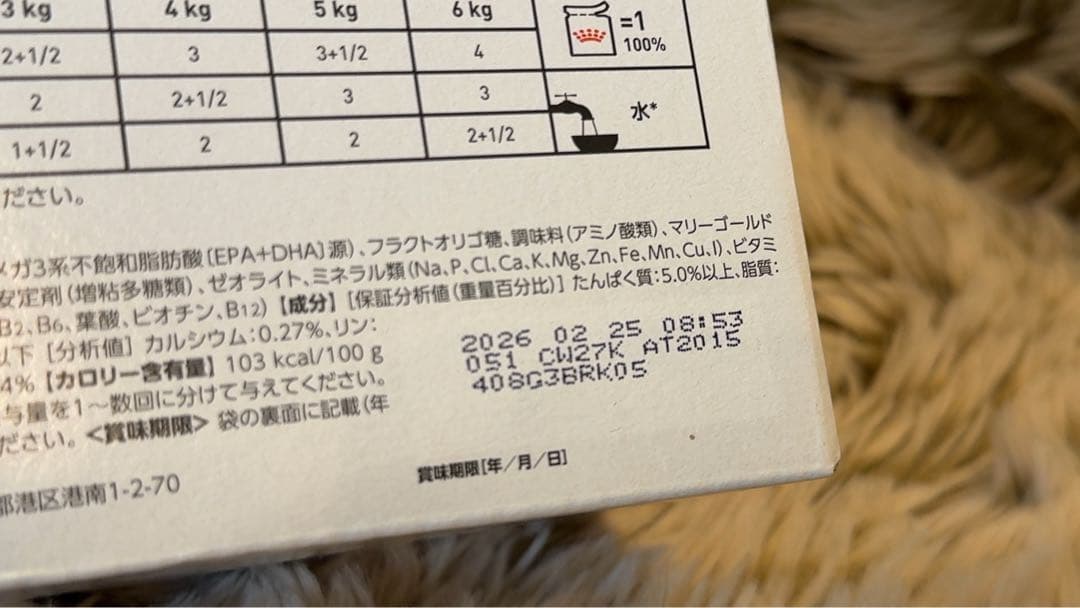 3 kg 4 kg 5 kg 6 kg
2+1/2 3 3+1/2 4 =1 100%
2 2+1/2 3 3 水*
1+1/2 2 2 2+1/2
ださい。
メガ3系不飽和脂肪酸〔EPA+DHA〕源)、フラクトオリゴ糖、調味料(アミノ酸類)、マリーゴールド
安定剤(増粘多糖類)、ゼオライト、ミネラル類(Na、P、Cl、Ca、K、Mg、Zn、Fe、Mn、Cu、I)、ビタミ
B2、B6、葉酸、ビオチン、B12)【成分】[保証分析値(重量百分比)] たんぱく質:5.0%以上、脂質:
以下 [分析値] カルシウム:0.27%、リン:
4%【カロリー含有量】103 kcal/100 g
与量を1～数回に分けて与えてください。
ださい。<賞味期限> 袋の裏面に記載(年
2026 02 25 08:53
051 CW27K AT2015
408G3BRK05
賞味期限[年/月/日]
都港区港南1-2-70